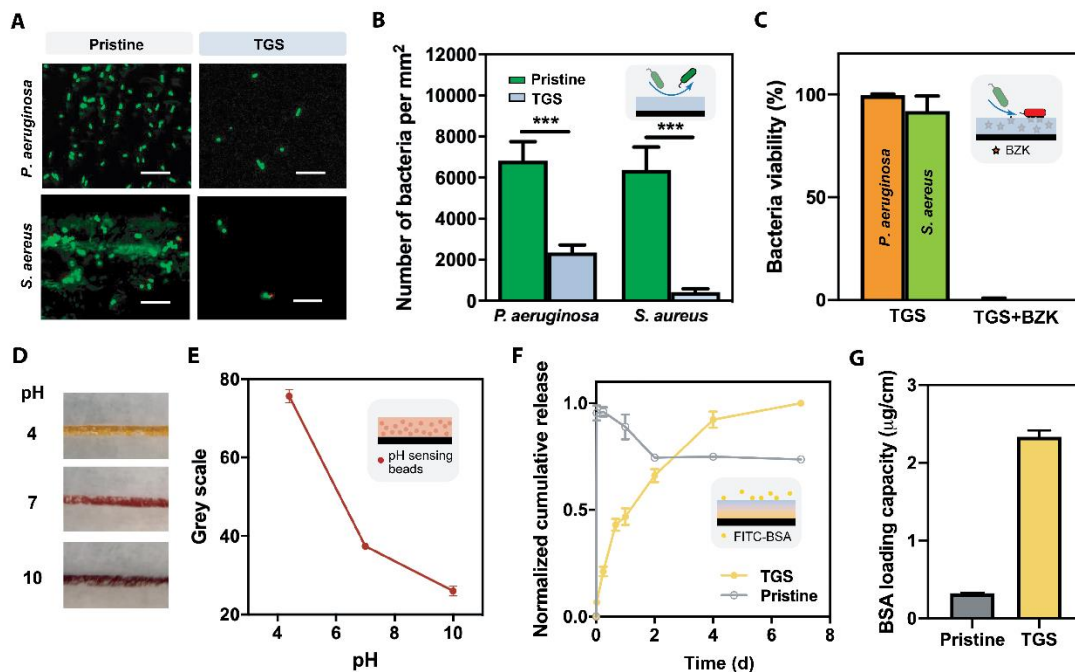 A
Pristine
TGS
P. aeruginosa
S. aereus
B
Number of bacteria per mm²
12000
10000
8000
6000
4000
2000
0
Pristine
TGS
***
***
P. aeruginosa
S. aureus
C
Bacteria viability (%)
100
50
0
P. aeruginosa
S. aereus
BZK
TGS
TGS+BZK
D
pH
4
7
10
E
Grey scale
80
60
40
20
pH sensing
beads
4
6
8
10
pH
F
Normalized cumulative release
1.0
0.5
0.0
FITC-BSA
TGS
Pristine
0
2
4
6
8
Time (d)
G
BSA loading capacity (μg/cm)
3
2
1
0
Pristine
TGS